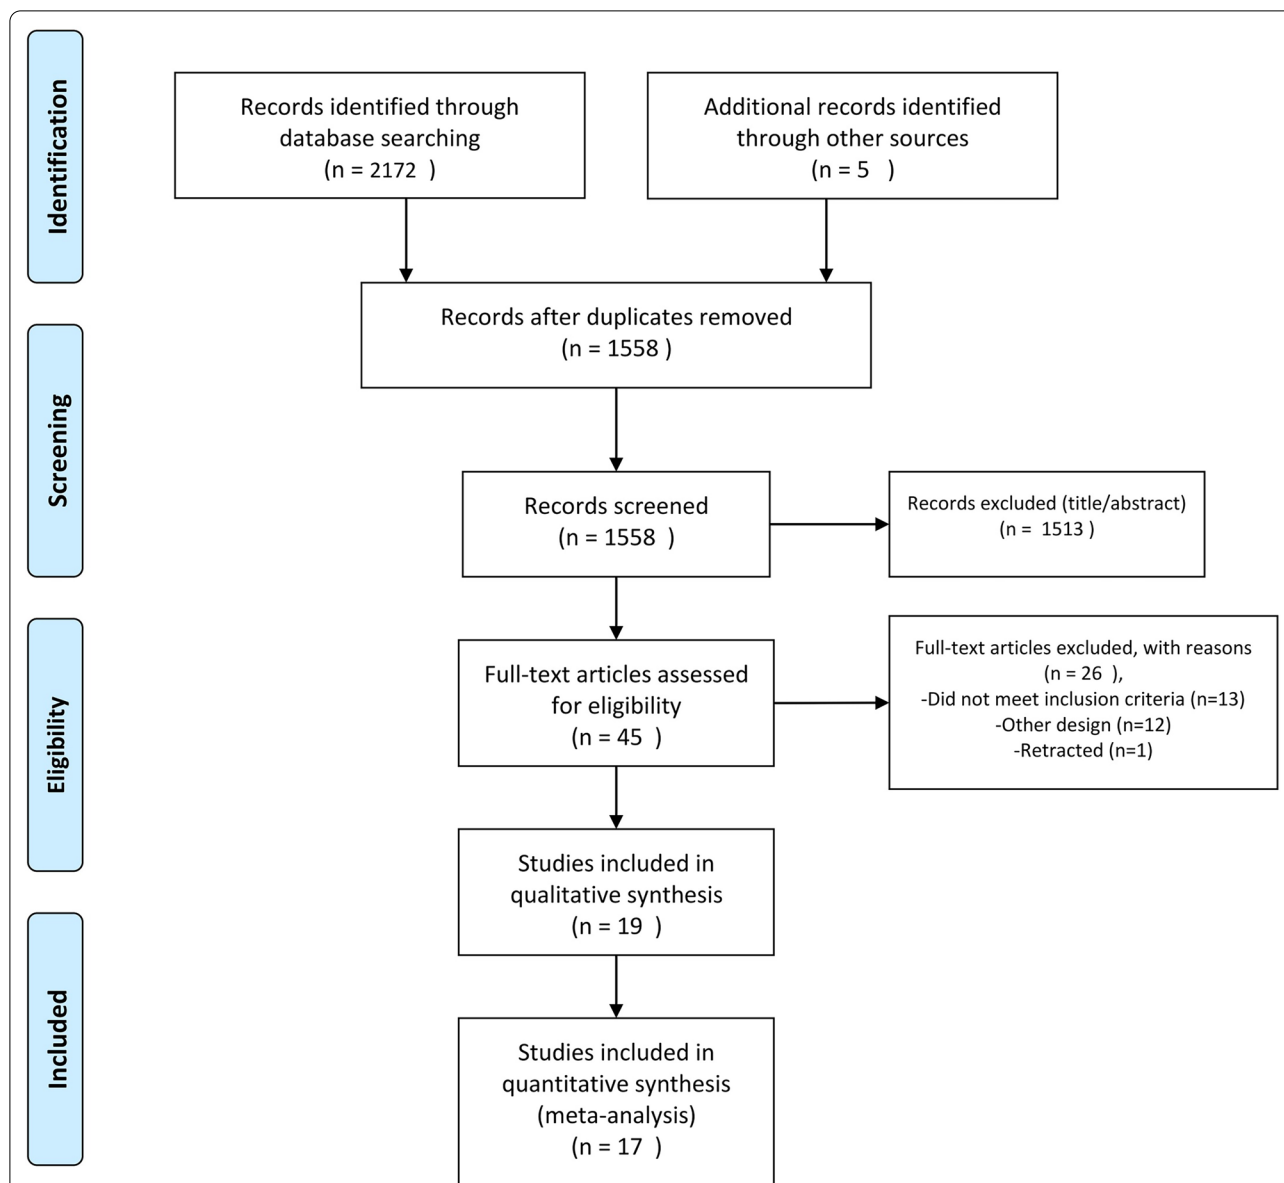 Identification
Records identified through
database searching
(n = 2172  )
Additional records identified
through other sources
(n = 5   )
Records after duplicates removed
(n = 1558 )
Screening
Records screened
(n = 1558  )
Records excluded (title/abstract)
(n =  1513 )
Eligibility
Full-text articles assessed
for eligibility
(n = 45  )
Full-text articles excluded, with reasons
(n = 26  ),
-Did not meet inclusion criteria (n=13)
-Other design (n=12)
-Retracted (n=1)
Studies included in
qualitative synthesis
(n = 19  )
Included
Studies included in
quantitative synthesis
(meta-analysis)
(n = 17  )